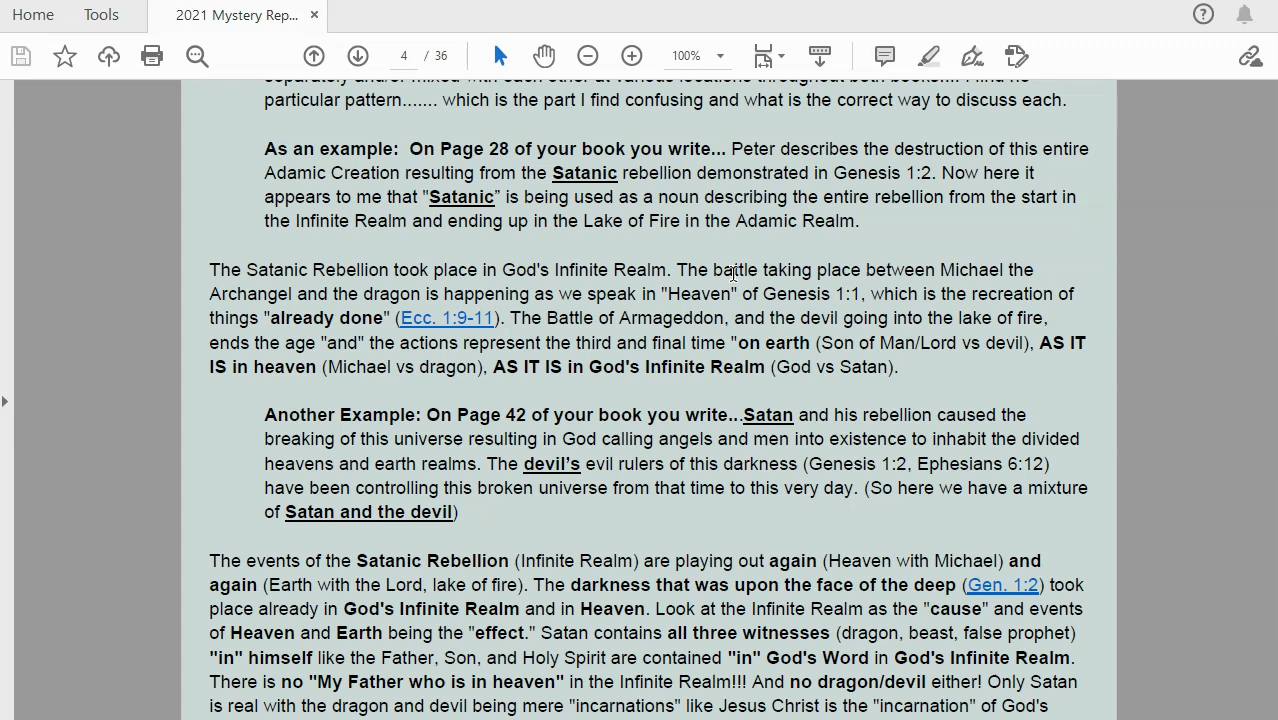 Home Tools 2021 Mystery Rep... ×
4 / 36 100%
particular pattern....... which is the part I find confusing and what is the correct way to discuss each.
As an example: On Page 28 of your book you write... Peter describes the destruction of this entire
Adamic Creation resulting from the Satanic rebellion demonstrated in Genesis 1:2. Now here it
appears to me that "Satanic” is being used as a noun describing the entire rebellion from the start in
the Infinite Realm and ending up in the Lake of Fire in the Adamic Realm.
The Satanic Rebellion took place in God's Infinite Realm. The battle taking place between Michael the
Archangel and the dragon is happening as we speak in "Heaven" of Genesis 1:1, which is the recreation of
things "already done" (Ecc. 1:9-11). The Battle of Armageddon, and the devil going into the lake of fire,
ends the age "and" the actions represent the third and final time "on earth (Son of Man/Lord vs devil), AS IT
IS in heaven (Michael vs dragon), AS IT IS in God's Infinite Realm (God vs Satan).
Another Example: On Page 42 of your book you write...Satan and his rebellion caused the
breaking of this universe resulting in God calling angels and men into existence to inhabit the divided
heavens and earth realms. The devil’s evil rulers of this darkness (Genesis 1:2, Ephesians 6:12)
have been controlling this broken universe from that time to this very day. (So here we have a mixture
of Satan and the devil)
The events of the Satanic Rebellion (Infinite Realm) are playing out again (Heaven with Michael) and
again (Earth with the Lord, lake of fire). The darkness that was upon the face of the deep (Gen. 1:2) took
place already in God's Infinite Realm and in Heaven. Look at the Infinite Realm as the "cause" and events
of Heaven and Earth being the "effect." Satan contains all three witnesses (dragon, beast, false prophet)
"in" himself like the Father, Son, and Holy Spirit are contained "in" God's Word in God's Infinite Realm.
There is no "My Father who is in heaven" in the Infinite Realm!!! And no dragon/devil either! Only Satan
is real with the dragon and devil being mere "incarnations" like Jesus Christ is the "incarnation" of God's